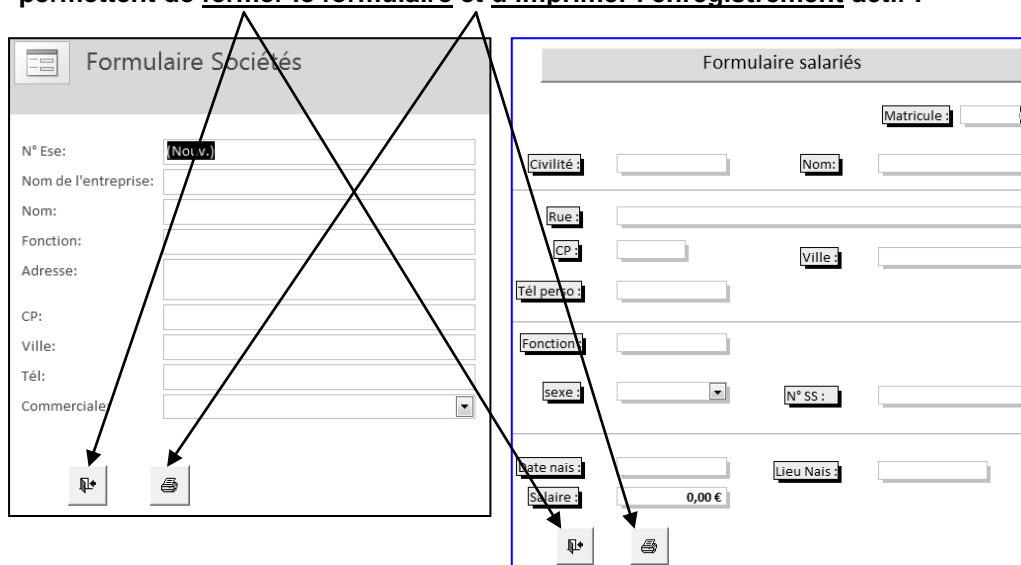 permettent de fermer le formulaire et d'imprimer l'enregistrement actif :
Formulaire Sociétés
N° Ese:
(Nouv.)
Nom de l'entreprise:
Nom:
Fonction:
Adresse:
CP:
Ville:
Tél:
Commerciale:
Formulaire salariés
Matricule :
Civilité :
Nom:
Rue :
CP :
Ville :
Tél perso :
Fonction :
sexe :
N° SS :
Date nais :
Lieu Nais :
Salaire :
0,00 €